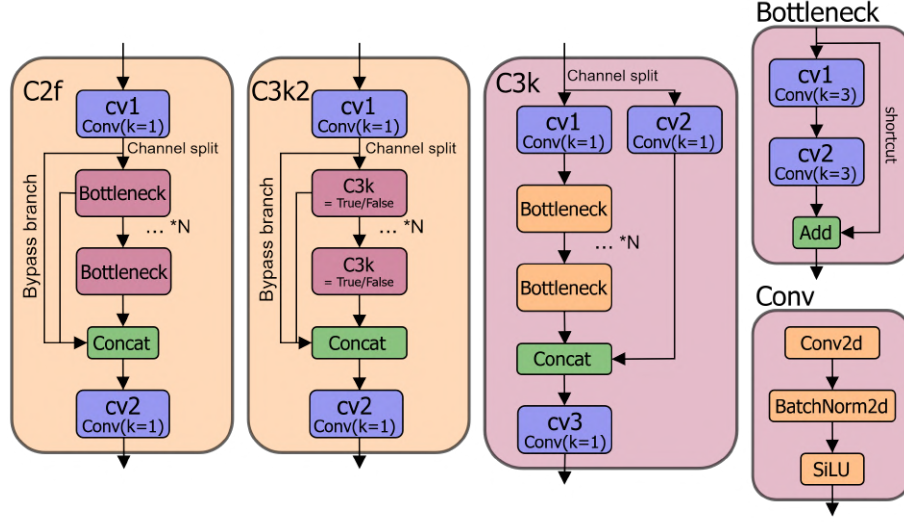 C2f
cv1
Conv(k=1)
Channel split
Bypass branch
Bottleneck
... *N
Bottleneck
Concat
cv2
Conv(k=1)
C3k2
cv1
Conv(k=1)
Channel split
Bypass branch
C3k
= True/False
... *N
C3k
= True/False
Concat
cv2
Conv(k=1)
C3k
Channel split
cv1
Conv(k=1)
cv2
Conv(k=1)
Bottleneck
... *N
Bottleneck
Concat
cv3
Conv(k=1)
Bottleneck
cv1
Conv(k=3)
cv2
Conv(k=3)
shortcut
Add
Conv
Conv2d
BatchNorm2d
SiLU